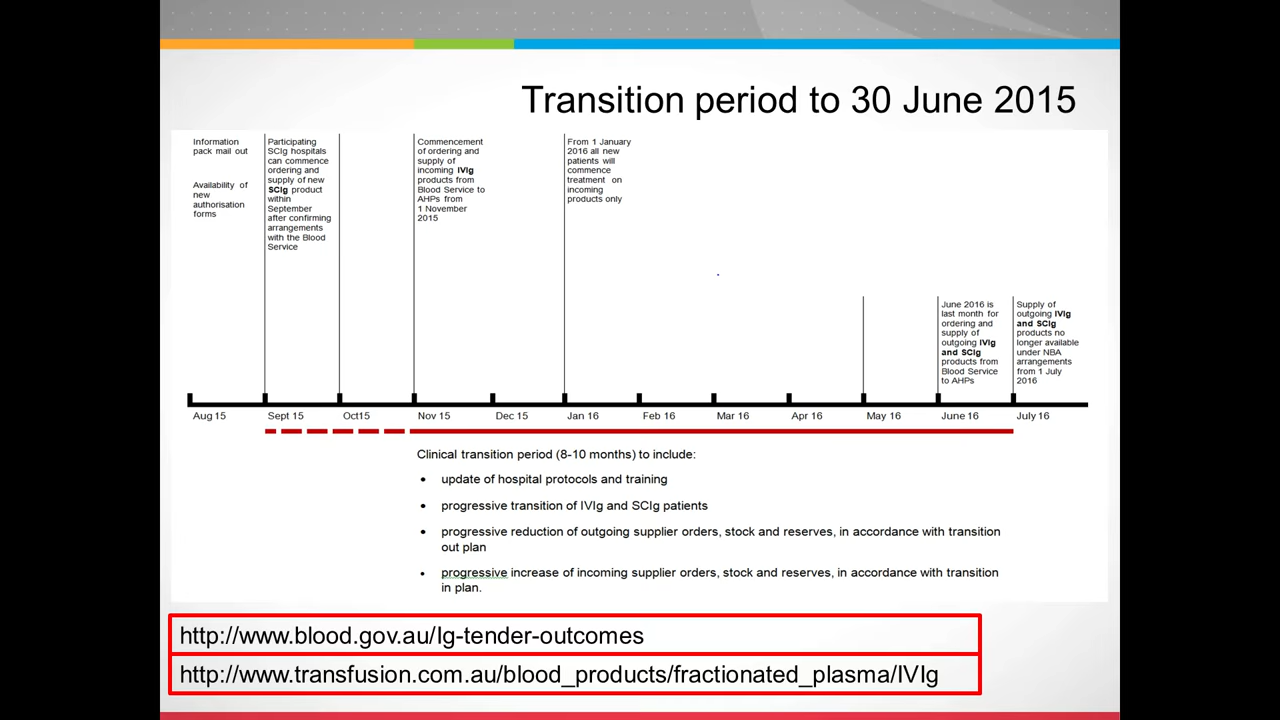 Transition period to 30 June 2015
Information
pack mail out
Availability of
new
authorisation
forms
Participating
SCIg hospitals
can commence
ordering and
supply of new
SCIg product
within
September
after confirming
arrangements
with the Blood
Service
Commencement
of ordering and
supply of
incoming IVIg
products from
Blood Service to
AHPs from
1 November
2015
From 1 January
2016 all new
patients will
commence
treatment on
incoming
products only
June 2016 is
last month for
ordering and
supply of
outgoing IVIg
and SCIg
products from
Blood Service
to AHPs
Supply of
outgoing IVIg
and SCIg
products no
longer available
under NBA
arrangements
from 1 July
2016
Aug 15 Sept 15 Oct15 Nov 15 Dec 15 Jan 16 Feb 16 Mar 16 Apr 16 May 16 June 16 July 16
Clinical transition period (8-10 months) to include:
• update of hospital protocols and training
• progressive transition of IVIg and SCIg patients
• progressive reduction of outgoing supplier orders, stock and reserves, in accordance with transition
out plan
• progressive increase of incoming supplier orders, stock and reserves, in accordance with transition
in plan.
http://www.blood.gov.au/Ig-tender-outcomes
http://www.transfusion.com.au/blood_products/fractionated_plasma/IVIg